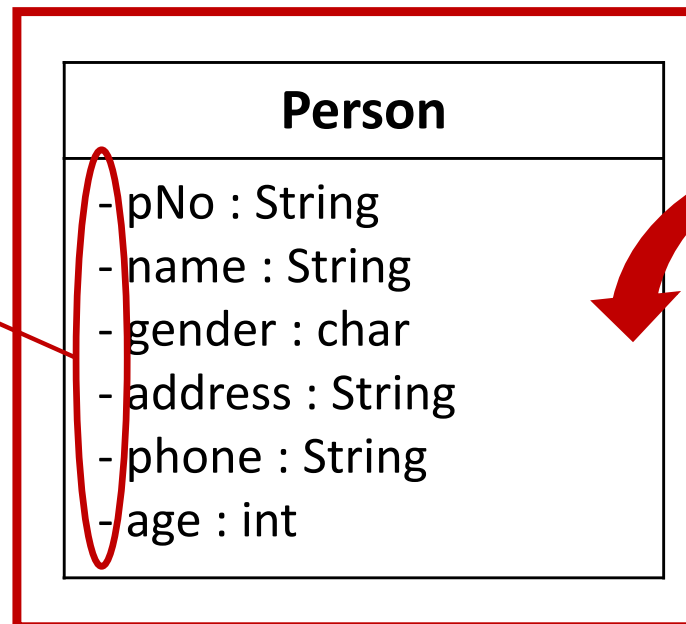 Person
- pNo : String
- name : String
- gender : char
- address : String
- phone : String
- age : int